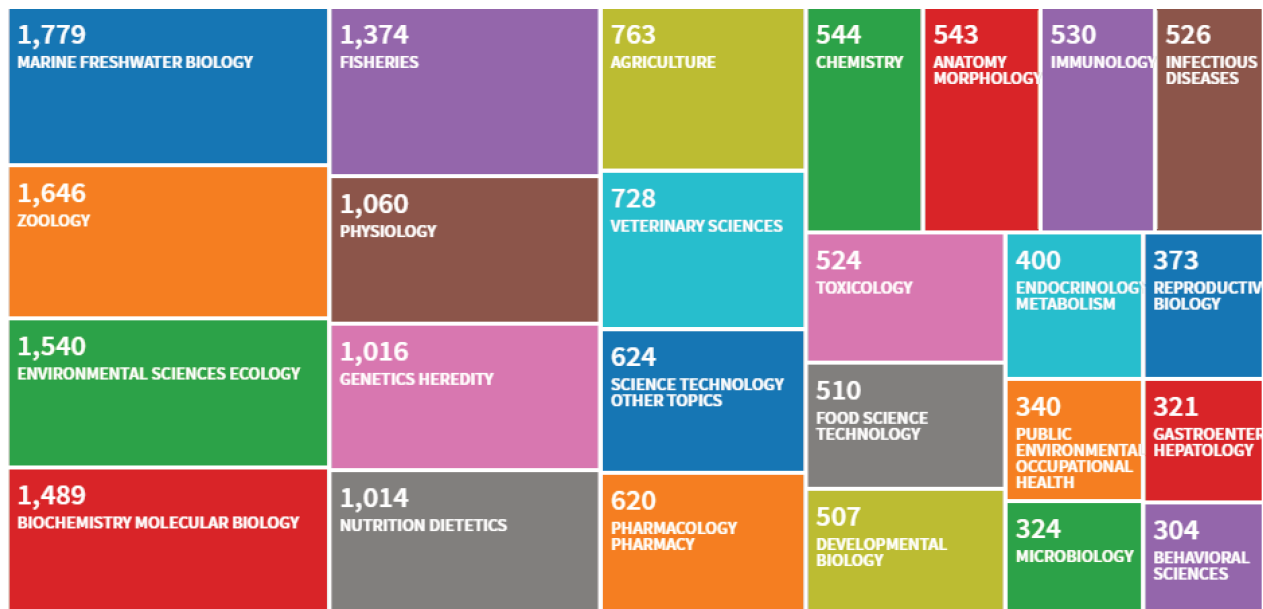 1,779
MARINE FRESHWATER BIOLOGY
1,646
ZOOLOGY
1,540
ENVIRONMENTAL SCIENCES ECOLOGY
1,489
BIOCHEMISTRY MOLECULAR BIOLOGY
1,374
FISHERIES
1,060
PHYSIOLOGY
1,016
GENETICS HEREDITY
1,014
NUTRITION DIETETICS
763
AGRICULTURE
728
VETERINARY SCIENCES
624
SCIENCE TECHNOLOGY
OTHER TOPICS
620
PHARMACOLOGY
PHARMACY
544
CHEMISTRY
543
ANATOMY
MORPHOLOGY
530
IMMUNOLOGY
526
INFECTIOUS
DISEASES
524
TOXICOLOGY
510
FOOD SCIENCE
TECHNOLOGY
507
DEVELOPMENTAL
BIOLOGY
400
ENDOCRINOLOGY
METABOLISM
373
REPRODUCTIV
BIOLOGY
340
PUBLIC
ENVIRONMENTAL
OCCUPATIONAL
HEALTH
321
GASTROENTER
HEPATOLOGY
324
MICROBIOLOGY
304
BEHAVIORAL
SCIENCES